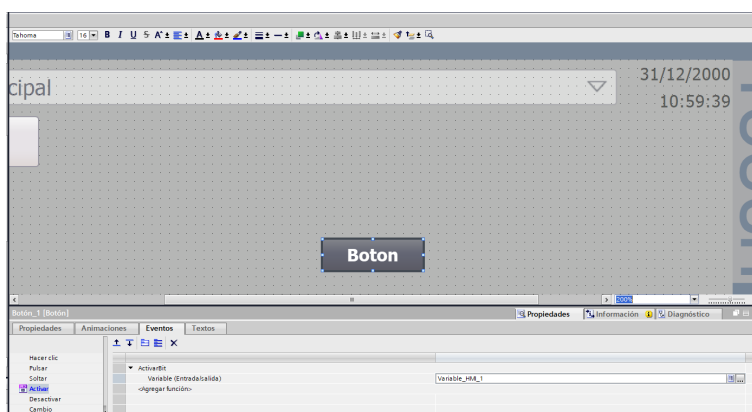 Tahoma 16 B I U S A
cipal
31/12/2000
10:59:39
Boton
200%
Botón_1 [Botón]
Propiedades Información Diagnóstico
Propiedades Animaciones Eventos Textos
Hacer clic
Pulsar
Soltar
Activar
Desactivar
Cambio
ActivarBit
Variable (Entrada/salida) Variable_HMI_1
<Agregar función>